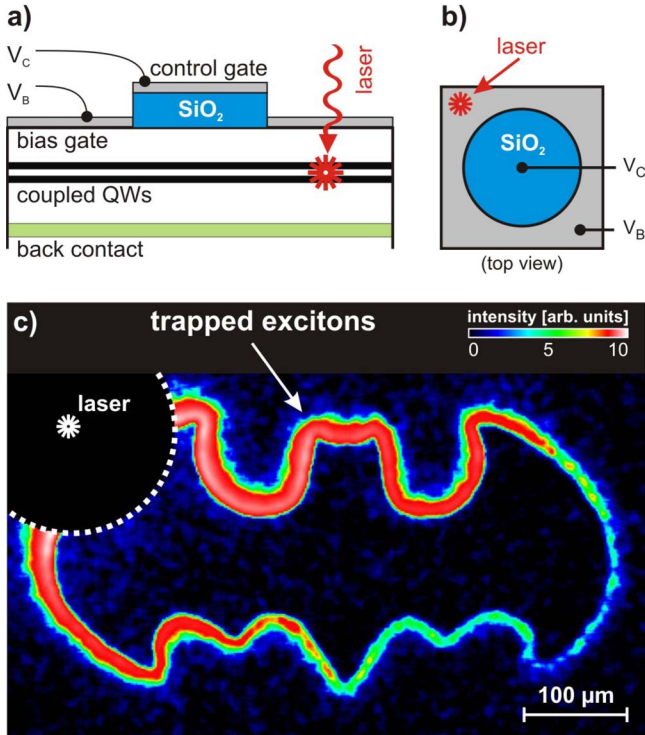 a)
V_C
control gate
laser
V_B
SiO₂
bias gate
coupled QWs
back contact
b)
laser
SiO₂
V_C
V_B
(top view)
c)
trapped excitons
intensity [arb. units]
0 5 10
laser
100 µm